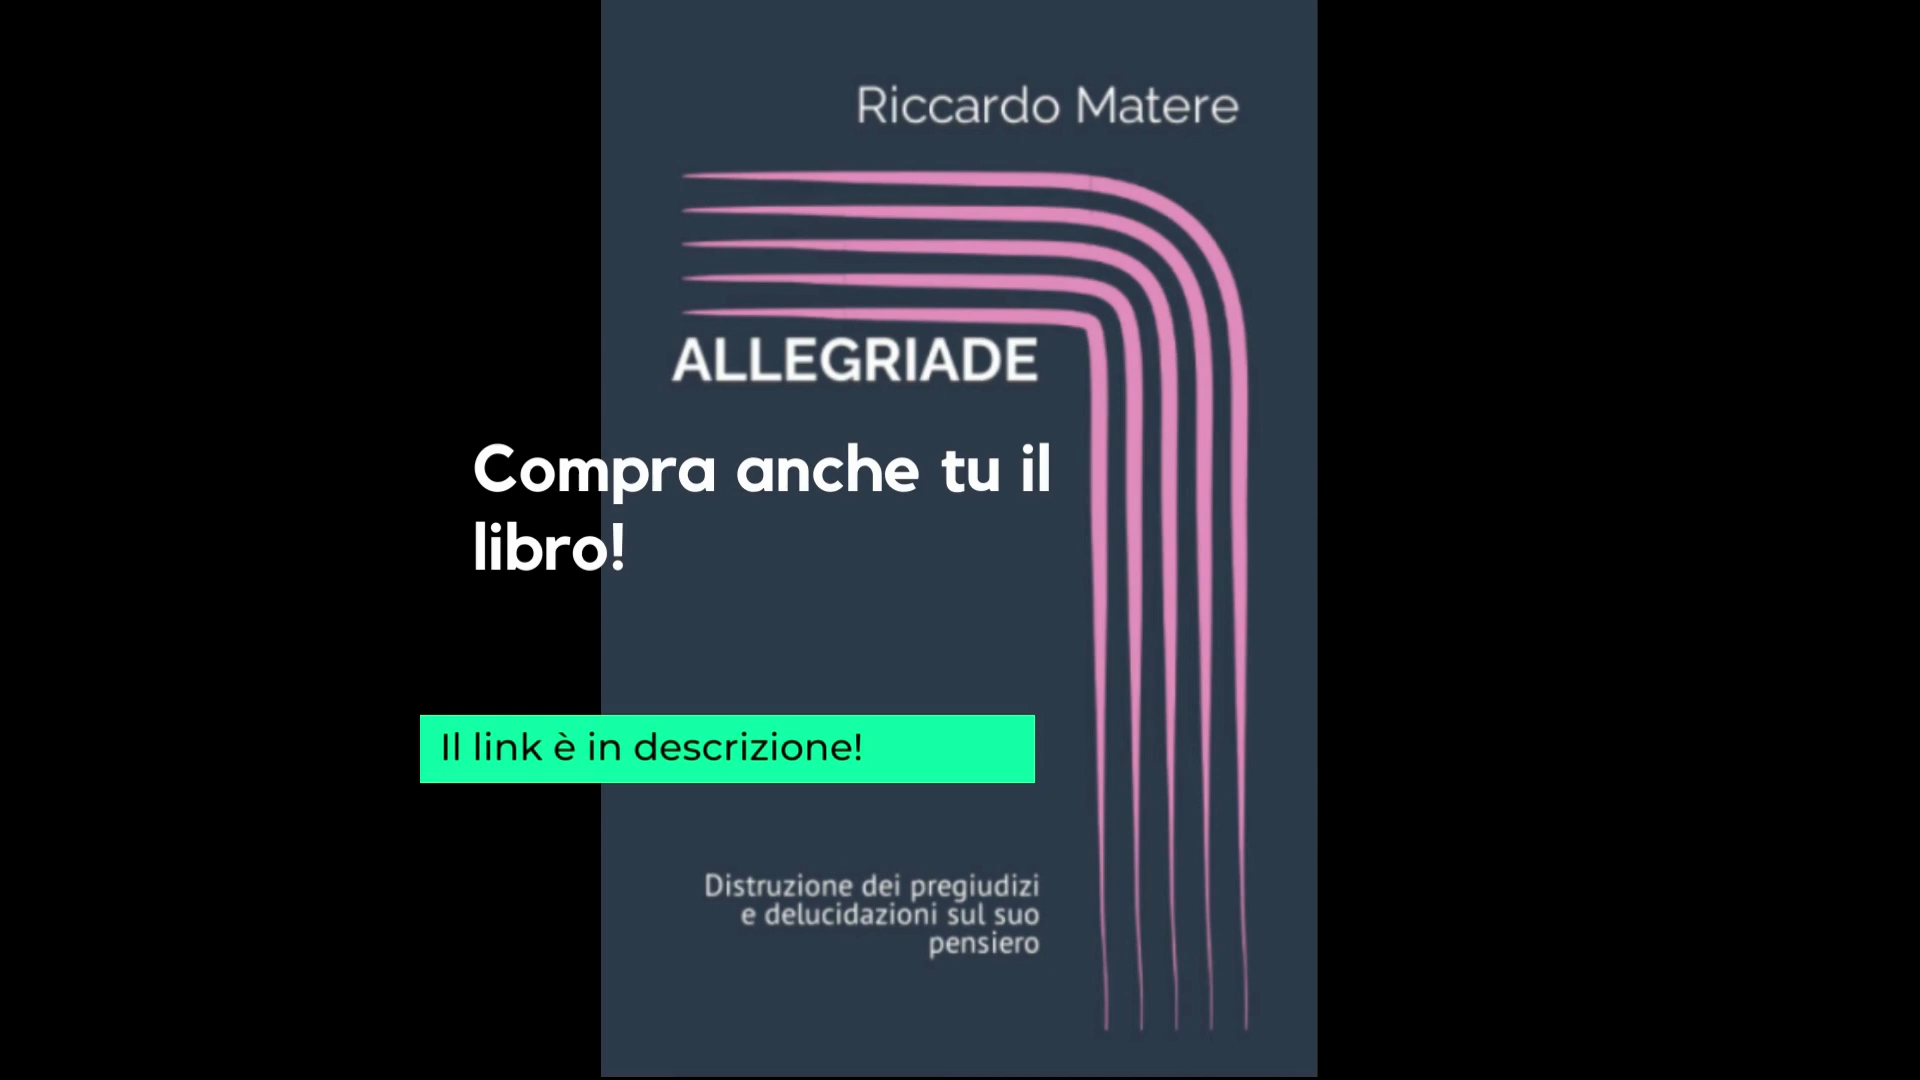 Riccardo Matere
ALLEGRIADE
Compra anche tu il
libro!
Il link è in descrizione!
Distruzione dei pregiudizi
e delucidazioni sul suo
pensiero